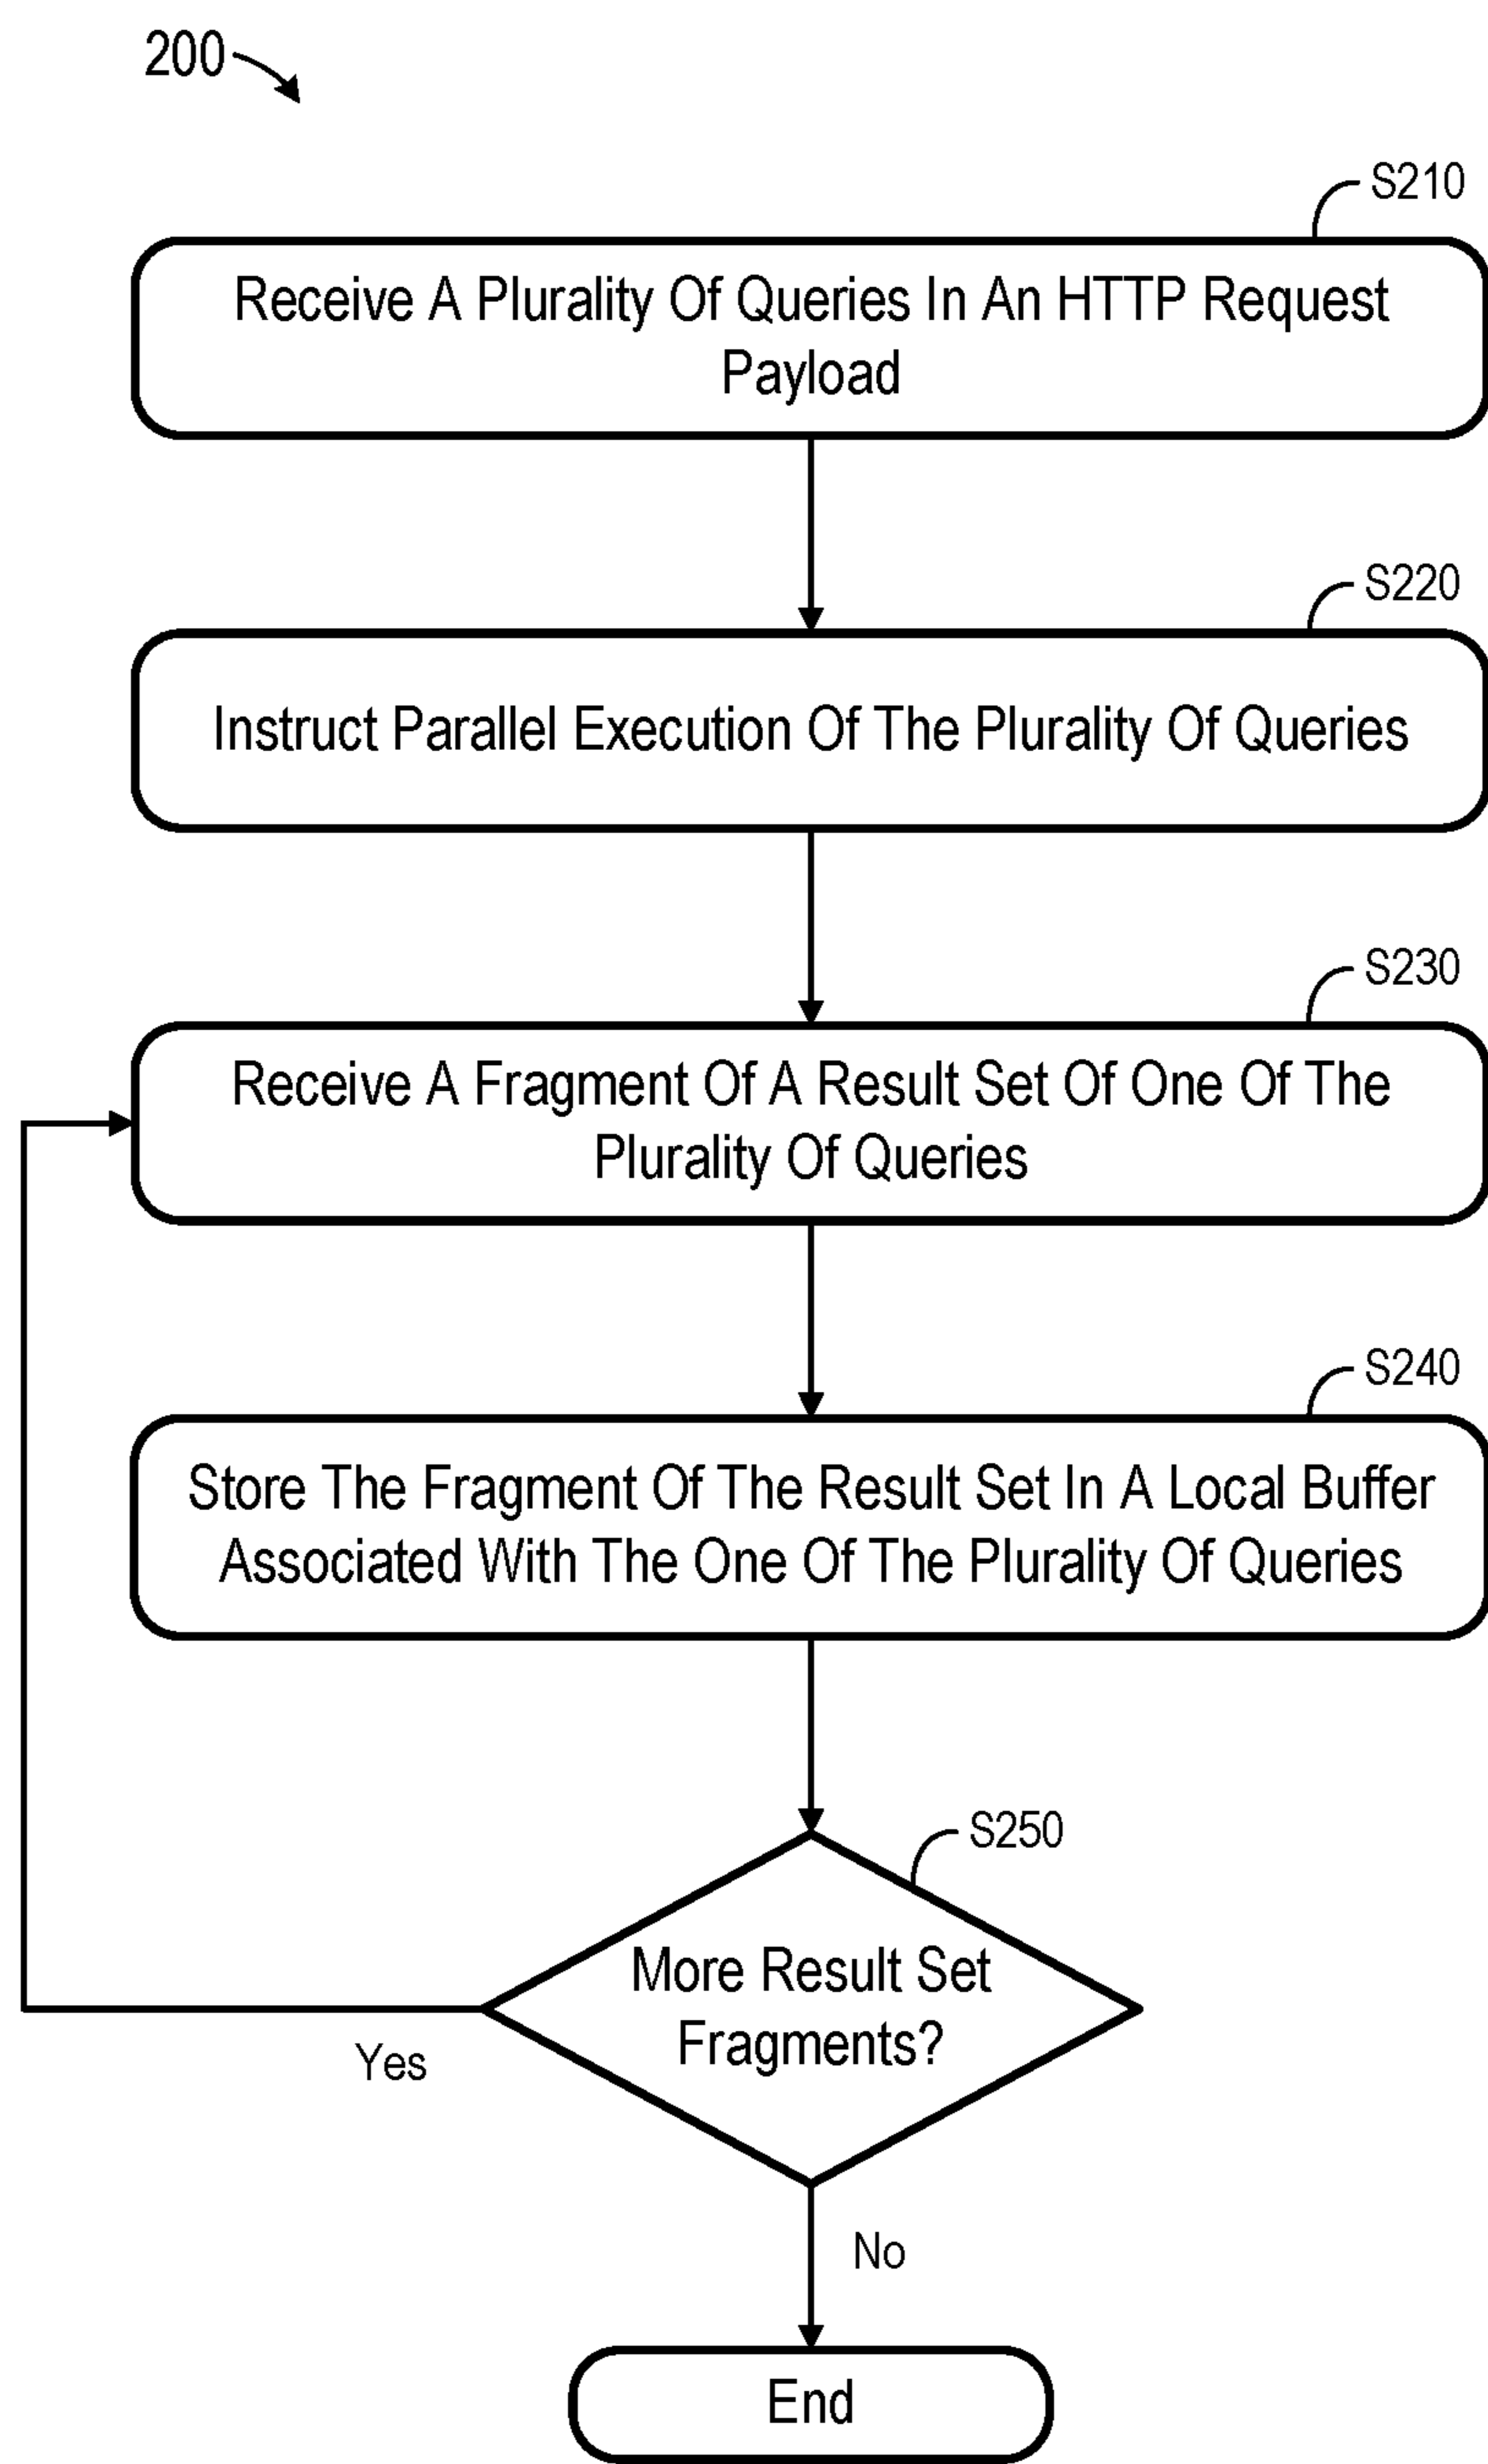 200
S210
Receive A Plurality Of Queries In An HTTP Request
Payload
S220
Instruct Parallel Execution Of The Plurality Of Queries
S230
Receive A Fragment Of A Result Set Of One Of The
Plurality Of Queries
S240
Store The Fragment Of The Result Set In A Local Buffer
Associated With The One Of The Plurality Of Queries
S250
More Result Set
Fragments?
Yes
No
End